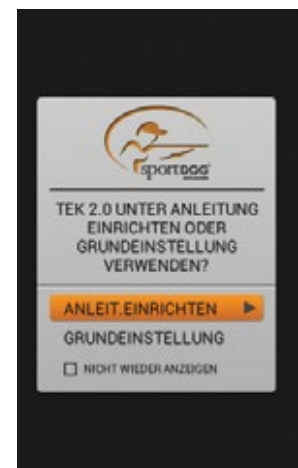 sportDOG
TEK 2.0 UNTER ANLEITUNG
EINRICHTEN ODER
GRUNDEINSTELLUNG
VERWENDEN?
ANLEIT.EINRICHTEN
GRUNDEINSTELLUNG
NICHT WIEDER ANZEIGEN